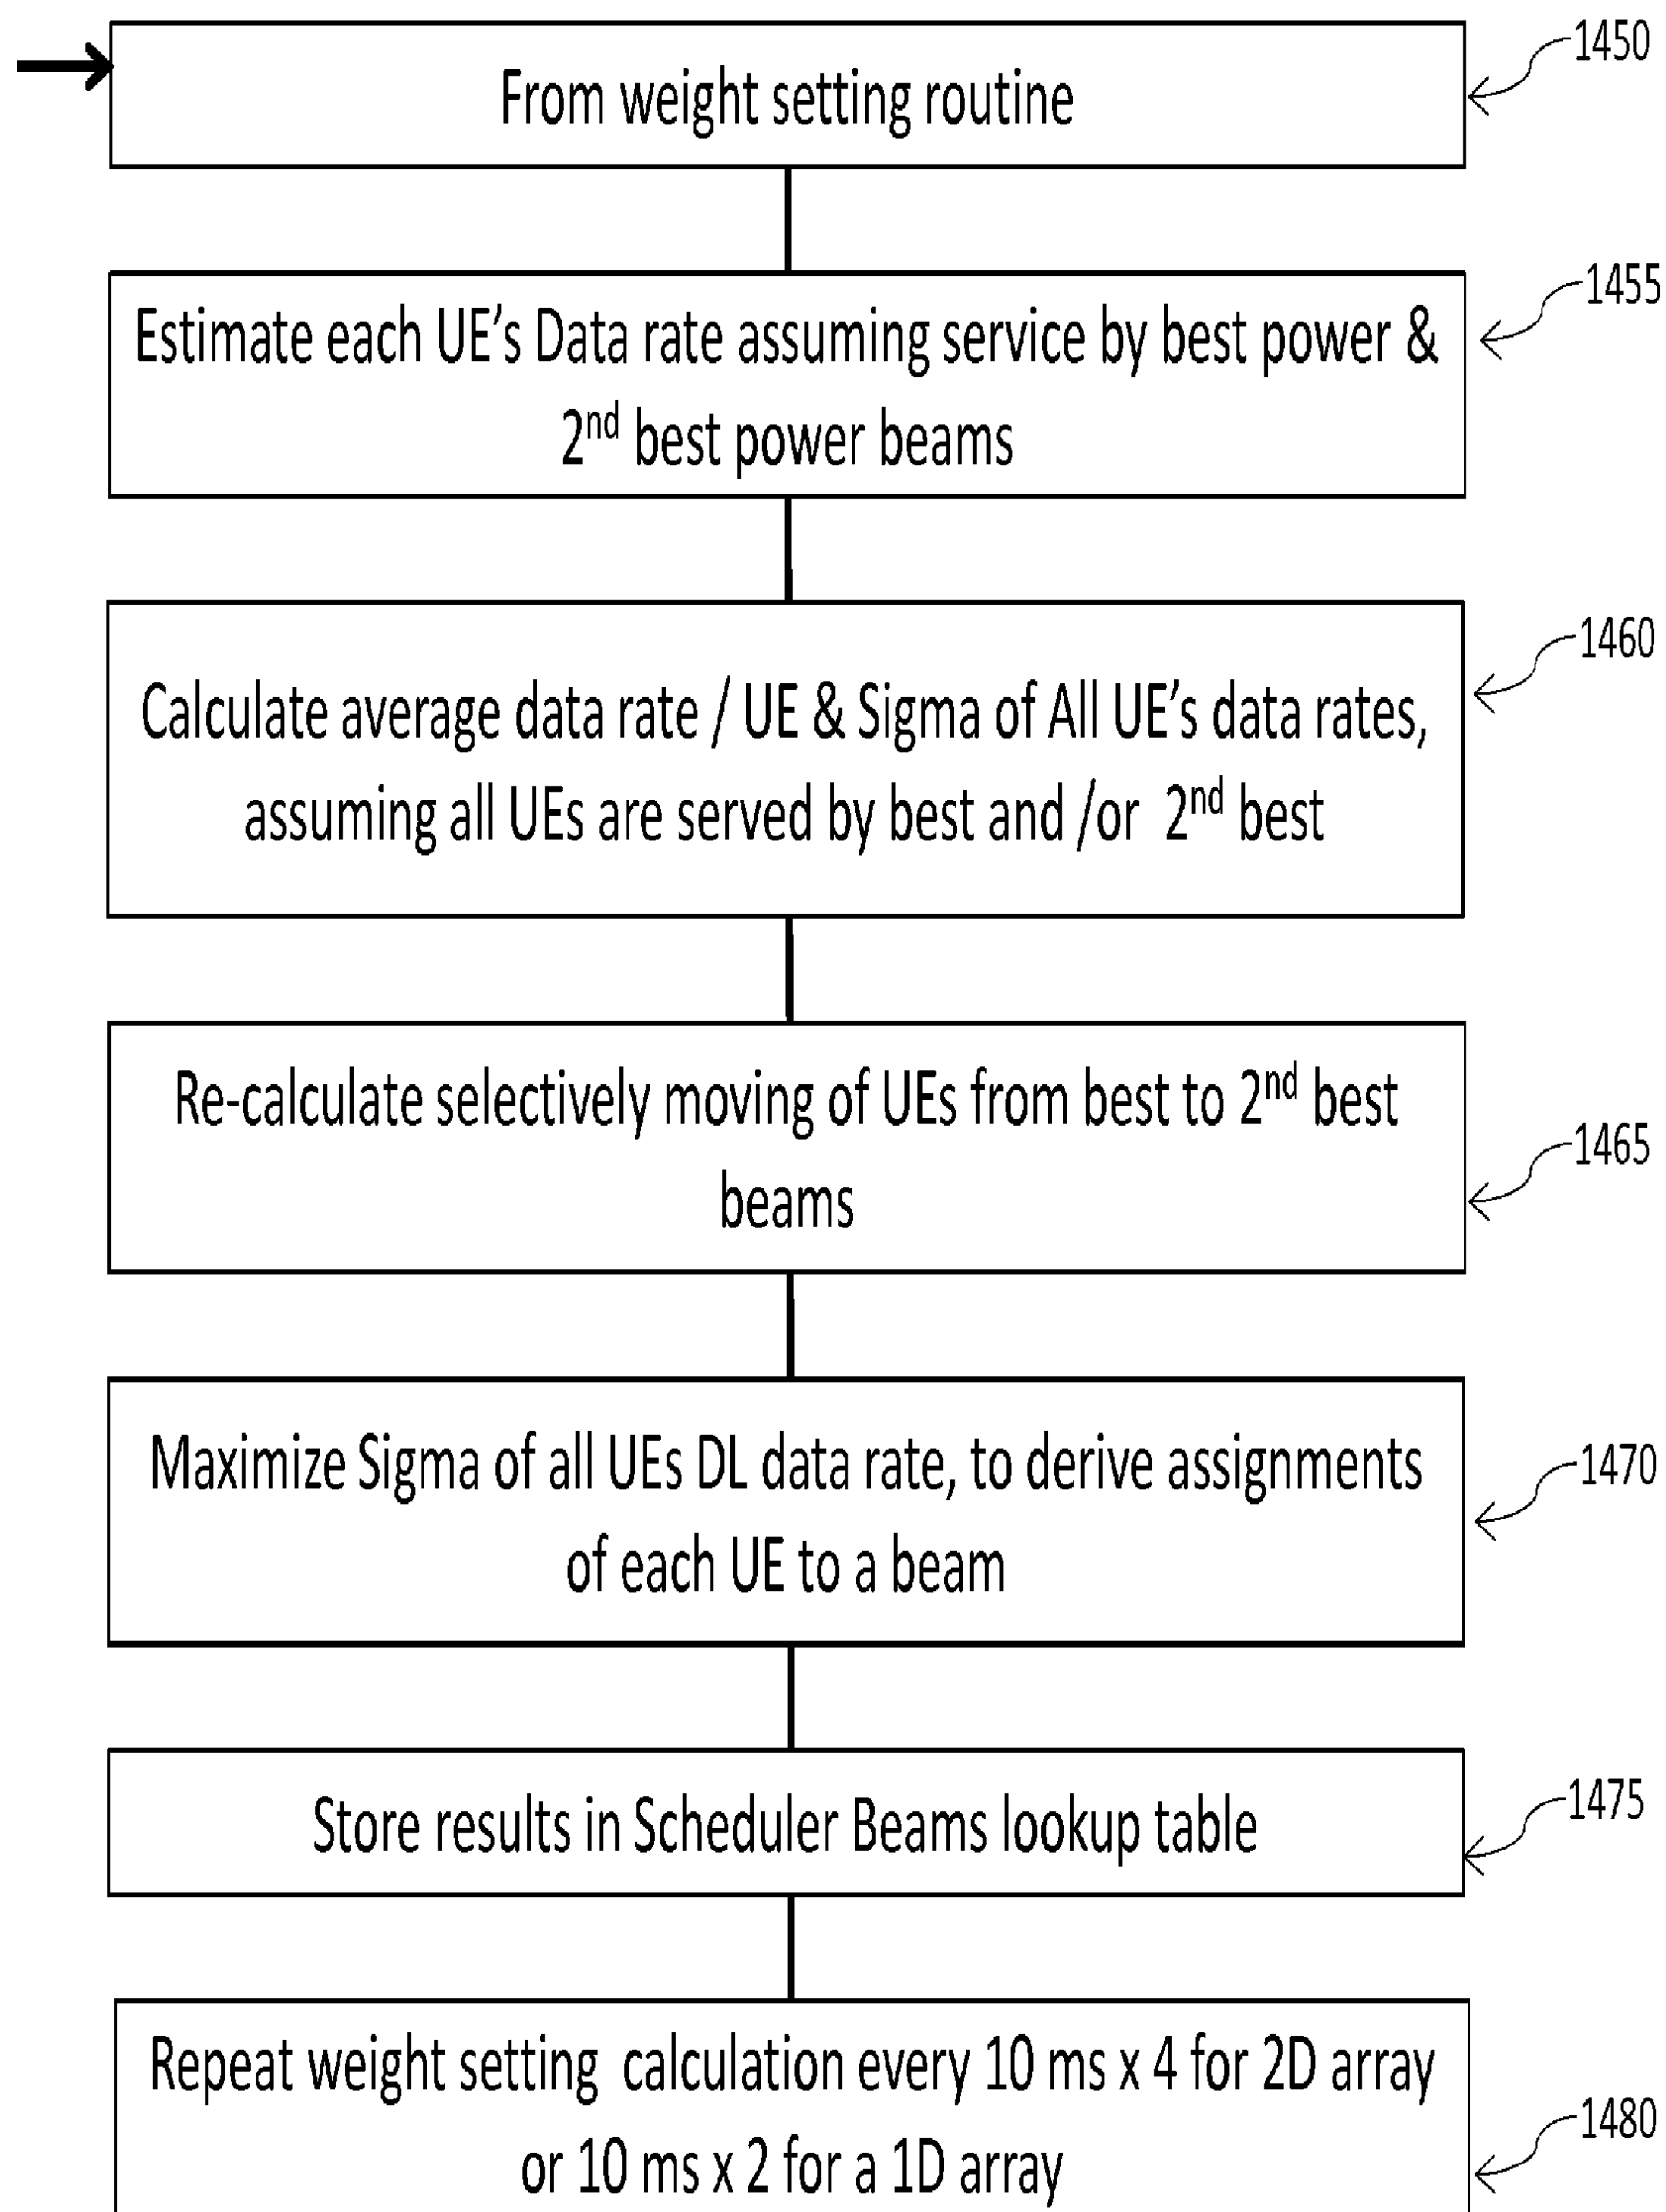 From weight setting routine
1450
Estimate each UE’s Data rate assuming service by best power &
2nd best power beams
1455
Calculate average data rate / UE & Sigma of All UE’s data rates,
assuming all UEs are served by best and /or 2nd best
1460
Re-calculate selectively moving of UEs from best to 2nd best
beams
1465
Maximize Sigma of all UEs DL data rate, to derive assignments
of each UE to a beam
1470
Store results in Scheduler Beams lookup table
1475
Repeat weight setting calculation every 10 ms x 4 for 2D array
or 10 ms x 2 for a 1D array
1480